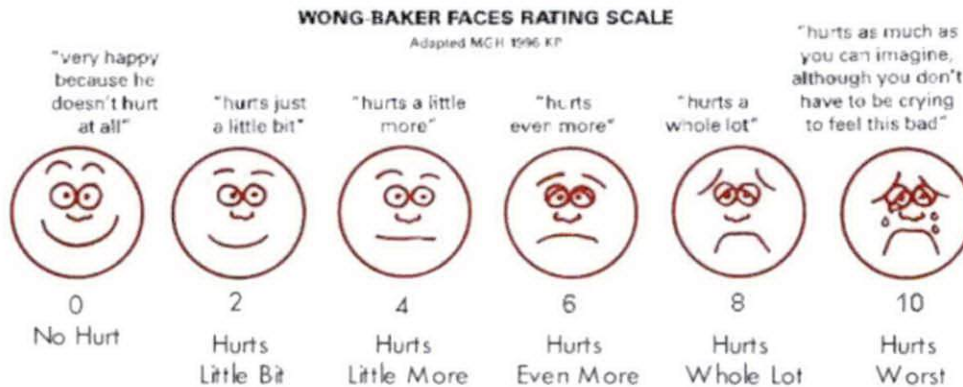 WONG-BAKER FACES RATING SCALE
Adapted MGH 1996 KP
"very happy
because he
doesn't hurt
at all"
"hurts just
a little bit"
"hurts a little
more"
"hurts
even more"
"hurts a
whole lot"
"hurts as much as
you can imagine,
although you don't
have to be crying
to feel this bad"
0
No Hurt
2
Hurts
Little Bit
4
Hurts
Little More
6
Hurts
Even More
8
Hurts
Whole Lot
10
Hurts
Worst